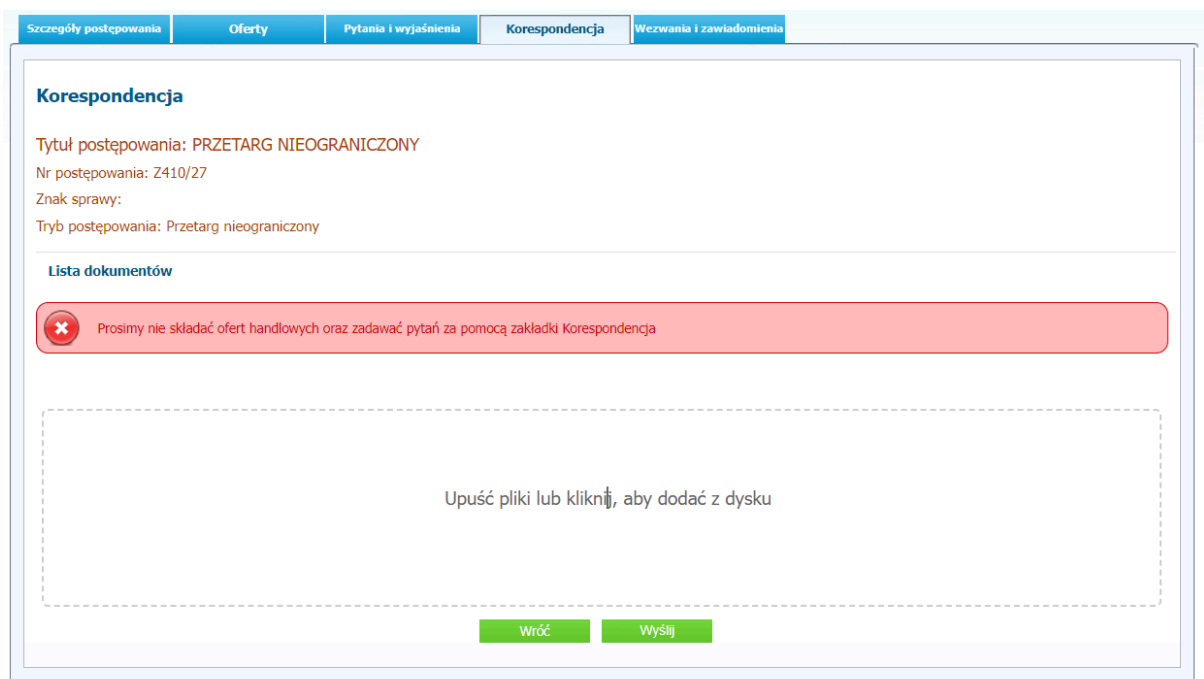 Szczegóły postępowania
Oferty
Pytania i wyjaśnienia
Korespondencja
Wezwania i zawiadomienia
Korespondencja
Tytuł postępowania: PRZETARG NIEOGRANICZONY
Nr postępowania: Z410/27
Znak sprawy:
Tryb postępowania: Przetarg nieograniczony
Lista dokumentów
Prosimy nie składać ofert handlowych oraz zadawać pytań za pomocą zakładki Korespondencja
Upuść pliki lub kliknij, aby dodać z dysku
Wróć
Wyślij